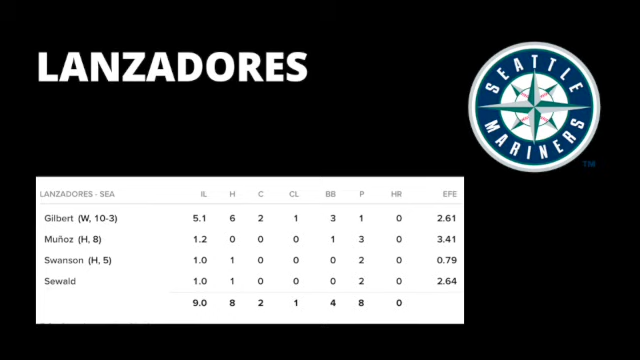 LANZADORES
SEATTLE
MARINERS
TM
LANZADORES - SEA IL H C CL BB P HR EFE
Gilbert (W, 10-3) 5.1 6 2 1 3 1 0 2.61
Muñoz (H, 8) 1.2 0 0 0 1 3 0 3.41
Swanson (H, 5) 1.0 1 0 0 0 2 0 0.79
Sewald 1.0 1 0 0 0 2 0 2.64
9.0 8 2 1 4 8 0